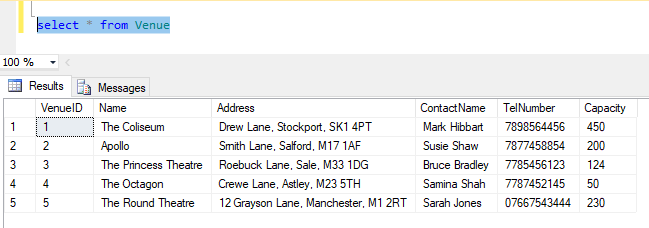 select * from Venue
100 %
Results Messages
VenueID Name Address ContactName TelNumber Capacity
1 1 The Coliseum Drew Lane, Stockport, SK1 4PT Mark Hibbart 7898564456 450
2 2 Apollo Smith Lane, Salford, M17 1AF Susie Shaw 7877458854 200
3 3 The Princess Theatre Roebuck Lane, Sale, M33 1DG Bruce Bradley 7785456123 124
4 4 The Octagon Crewe Lane, Astley, M23 5TH Samina Shah 7787452145 50
5 5 The Round Theatre 12 Grayson Lane, Manchester, M1 2RT Sarah Jones 07667543444 230